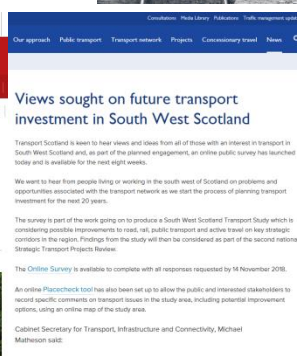 Consultations Media Library Publications Traffic management updat
Our approach Public transport Transport network Projects Concessionary travel News
Views sought on future transport
investment in South West Scotland
Transport Scotland is keen to hear views and ideas from all of those with an interest in transport in
South West Scotland and, as part of the planned engagement, an online public survey has launched
today and is available for the next eight weeks.
We want to hear from people living or working in the south west of Scotland on problems and
opportunities associated with the transport network as we start the process of planning transport
investment for the next 20 years.
The survey is part of the work going on to produce a South West Scotland Transport Study which is
considering possible improvements to road, rail, public transport and active travel on key strategic
corridors in the region. Findings from the study will then be considered as part of the second nationa
Strategic Transport Projects Review.
The Online Survey is available to complete with all responses requested by 14 November 2018.
An online Placecheck tool has also been set up to allow the public and interested stakeholders to
record specific comments on transport issues in the study area, including potential improvement
options, using an online map of the study area.
Cabinet Secretary for Transport, Infrastructure and Connectivity, Michael
Matheson said: